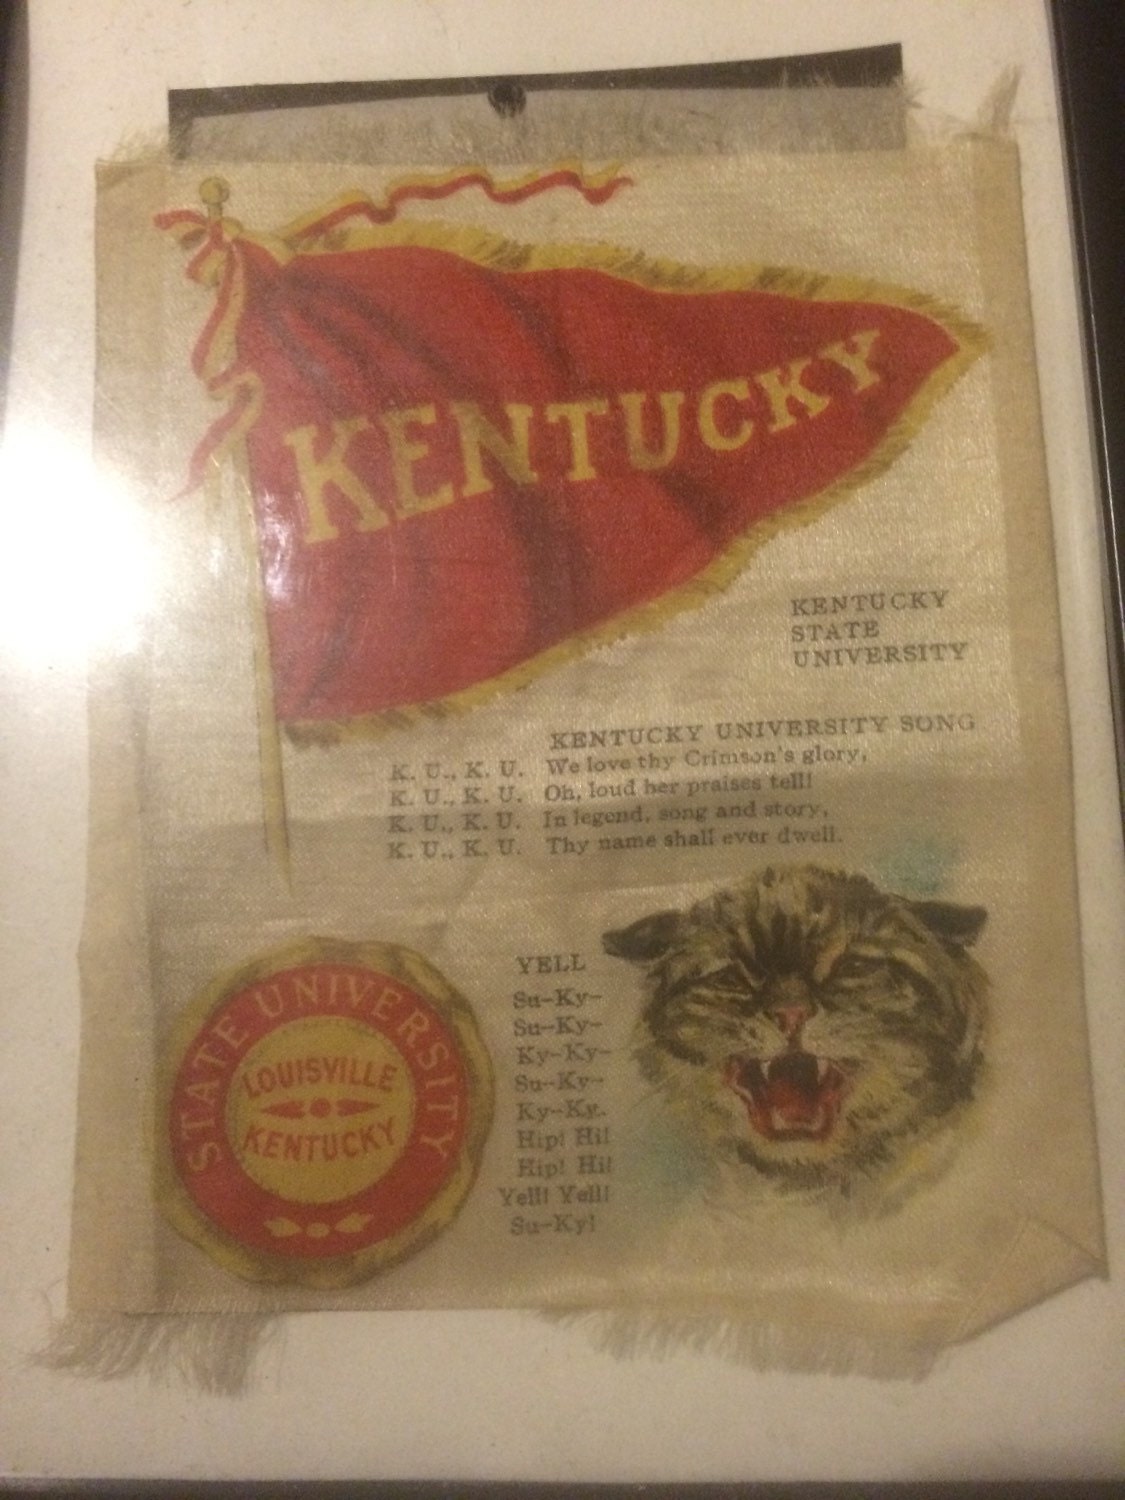 KENTUCKY
KENTUCKY
STATE
UNIVERSITY
KENTUCKY UNIVERSITY SONG
K. U., K. U. We love thy Crimson's glory,
K. U., K. U. Oh, loud her praises tell!
K. U., K. U. In legend, song and story,
K. U., K. U. Thy name shall ever dwell.
STATE UNIVERSITY
LOUISVILLE
KENTUCKY
YELL
Su-Ky-
Su-Ky-
Ky-Ky-
Su-Ky-
Ky-Ky.
Hip! Hi!
Hip! Hi!
Yell! Yell!
Su-Ky!